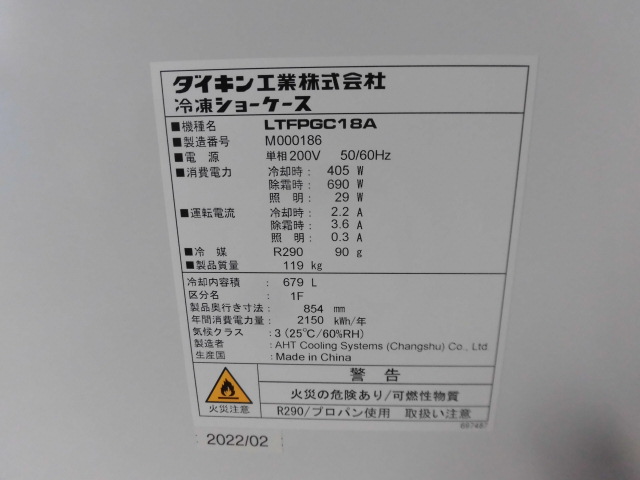 ダイキン工業株式会社
冷凍ショーケース
■機種名 LTFPGC18A
■製造番号 M000186
■電 源 単相200V 50/60Hz
■消費電力 冷却時: 405 W
除霜時: 690 W
照 明: 29 W
■運転電流 冷却時: 2.2 A
除霜時: 3.6 A
照 明: 0.3 A
■冷 媒 R290 90 g
■製品質量 119 kg
冷却内容積 : 679 L
区分名 : 1F
製品奥行き寸法: 854 mm
年間消費電力量: 2150 kWh/年
気候クラス : 3 (25℃/60%RH)
製造者 : AHT Cooling Systems (Changshu) Co., Ltd.
生産国 : Made in China
警 告
火災の危険あり/可燃性物質
火災注意 R290/プロパン使用 取扱い注意
657487
: 2022/02